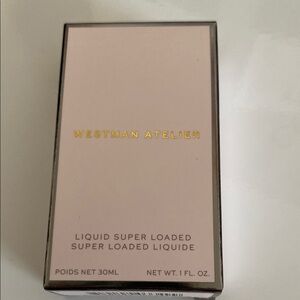 WESTMAN ATELIER
LIQUID SUPER LOADED
SUPER LOADED LIQUIDE
POIDS NET 30ML NET WT. 1 FL. OZ.